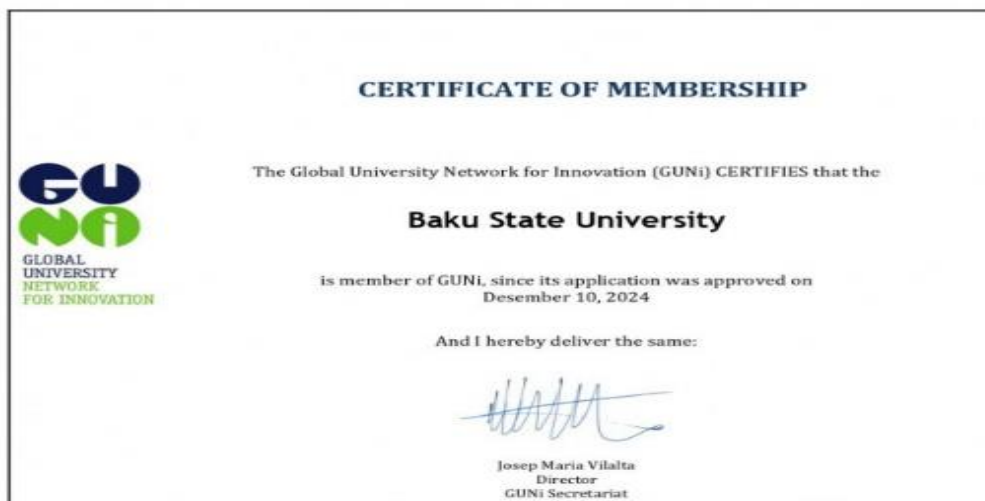 CERTIFICATE OF MEMBERSHIP
The Global University Network for Innovation (GUNi) CERTIFIES that the
Baku State University
GUNi
GLOBAL
UNIVERSITY
NETWORK
FOR INNOVATION
is member of GUNi, since its application was approved on
Desember 10, 2024
And I hereby deliver the same:
Josep Maria Vilalta
Director
GUNi Secretariat